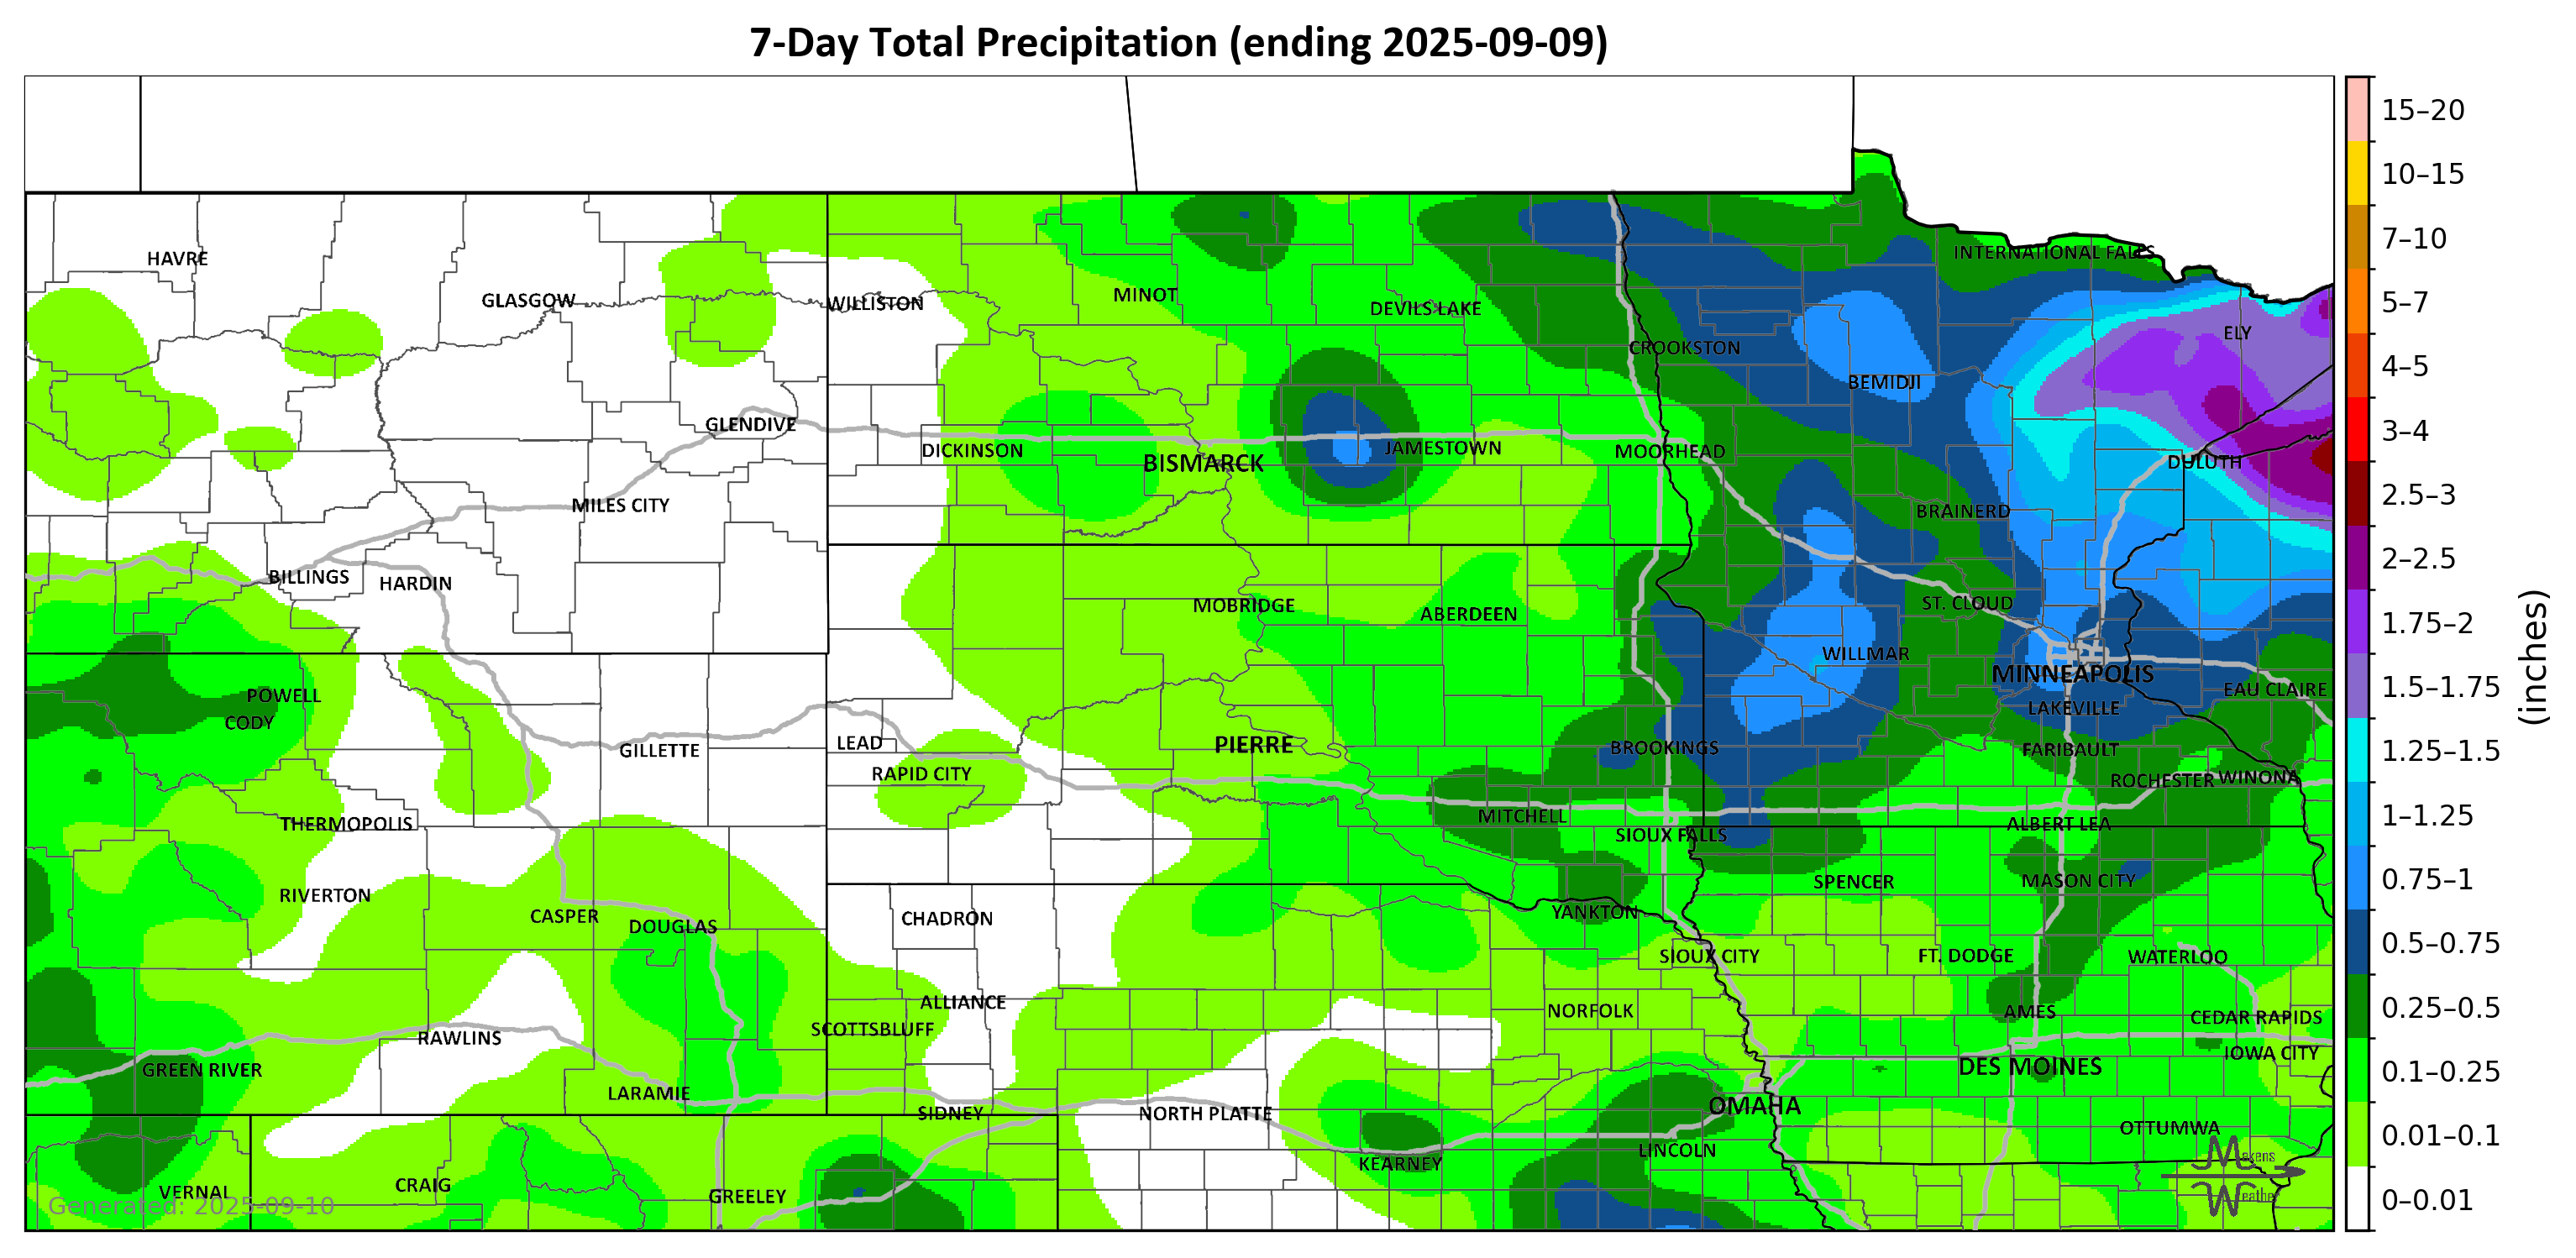 7-Day Total Precipitation (ending 2025-09-09)
15–20
10–15
7–10
5–7
4–5
3–4
2.5–3
2–2.5
1.75–2
1.5–1.75
1.25–1.5
1–1.25
0.75–1
0.5–0.75
0.25–0.5
0.1–0.25
0.01–0.1
0–0.01
(inches)
HAVRE
INTERNATIONAL FALLS
GLASGOW
WILLISTON
MINOT
DEVILS LAKE
ELY
CROOKSTON
BEMIDJI
GLENDIVE
DICKINSON
BISMARCK
JAMESTOWN
MOORHEAD
DULUTH
MILES CITY
BRAINERD
BILLINGS
HARDIN
MOBRIDGE
ABERDEEN
ST. CLOUD
WILLMAR
MINNEAPOLIS
POWELL
EAU CLAIRE
CODY
LAKEVILLE
GILLETTE
LEAD
PIERRE
BROOKINGS
FARIBAULT
RAPID CITY
ROCHESTER
WINONA
THERMOPOLIS
MITCHELL
SIOUX FALLS
ALBERT LEA
RIVERTON
SPENCER
MASON CITY
CASPER
DOUGLAS
CHADRON
YANKTON
SIOUX CITY
FT. DODGE
WATERLOO
ALLIANCE
SCOTTSBLUFF
NORFOLK
AMES
CEDAR RAPIDS
RAWLINS
IOWA CITY
GREEN RIVER
DES MOINES
LARAMIE
SIDNEY
NORTH PLATTE
OMAHA
OTTUMWA
LINCOLN
KEARNEY
VERNAL
CRAIG
GREELEY
Generated: 2025-09-10
Makens
Weather